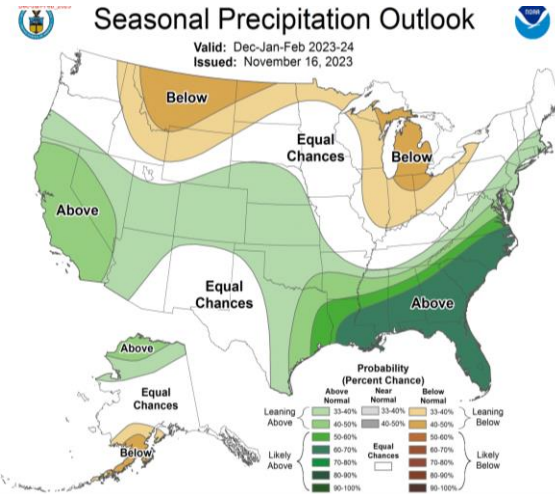 Seasonal Precipitation Outlook
Valid: Dec-Jan-Feb 2023-24
Issued: November 16, 2023
NOAA
Below
Equal
Chances
Below
Above
Equal
Chances
Above
Above
Equal
Chances
Below
Probability
(Percent Chance)
Above
Normal
Near
Normal
Below
Normal
Leaning
Above
33-40%
40-50%
33-40%
40-50%
33-40%
40-50%
Leaning
Below
Likely
Above
50-60%
60-70%
70-80%
80-90%
90-100%
Equal
Chances
50-60%
60-70%
70-80%
80-90%
90-100%
Likely
Below